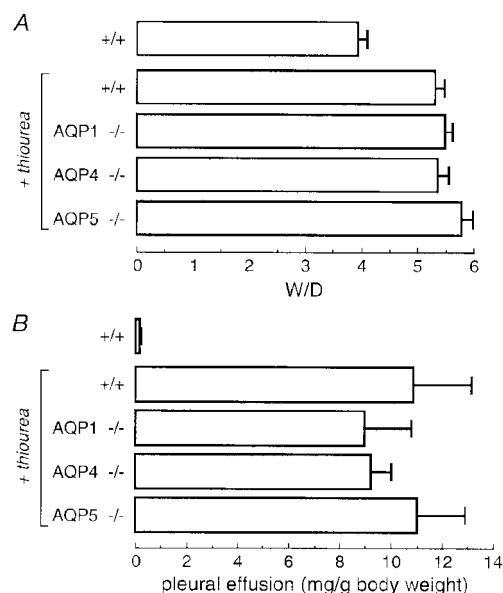 A
+/+
+ thiourea
+/+
AQP1 -/-
AQP4 -/-
AQP5 -/-
0 1 2 3 4 5 6
W/D
B
+/+
+ thiourea
+/+
AQP1 -/-
AQP4 -/-
AQP5 -/-
0 2 4 6 8 10 12 14
pleural effusion (mg/g body weight)